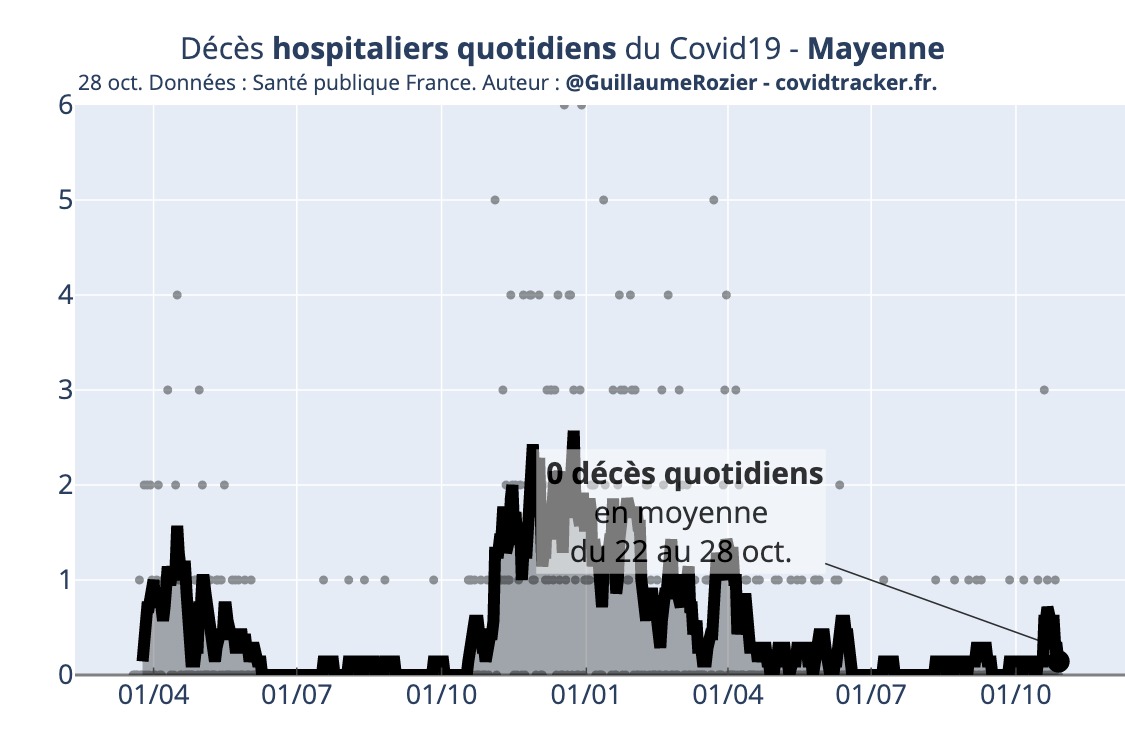 Décès hospitaliers quotidiens du Covid19 - Mayenne
28 oct. Données : Santé publique France. Auteur : @GuillaumeRozier - covidtracker.fr.
6
5
4
3
2
1
0
0 décès quotidiens
en moyenne
du 22 au 28 oct.
01/04 01/07 01/10 01/01 01/04 01/07 01/10